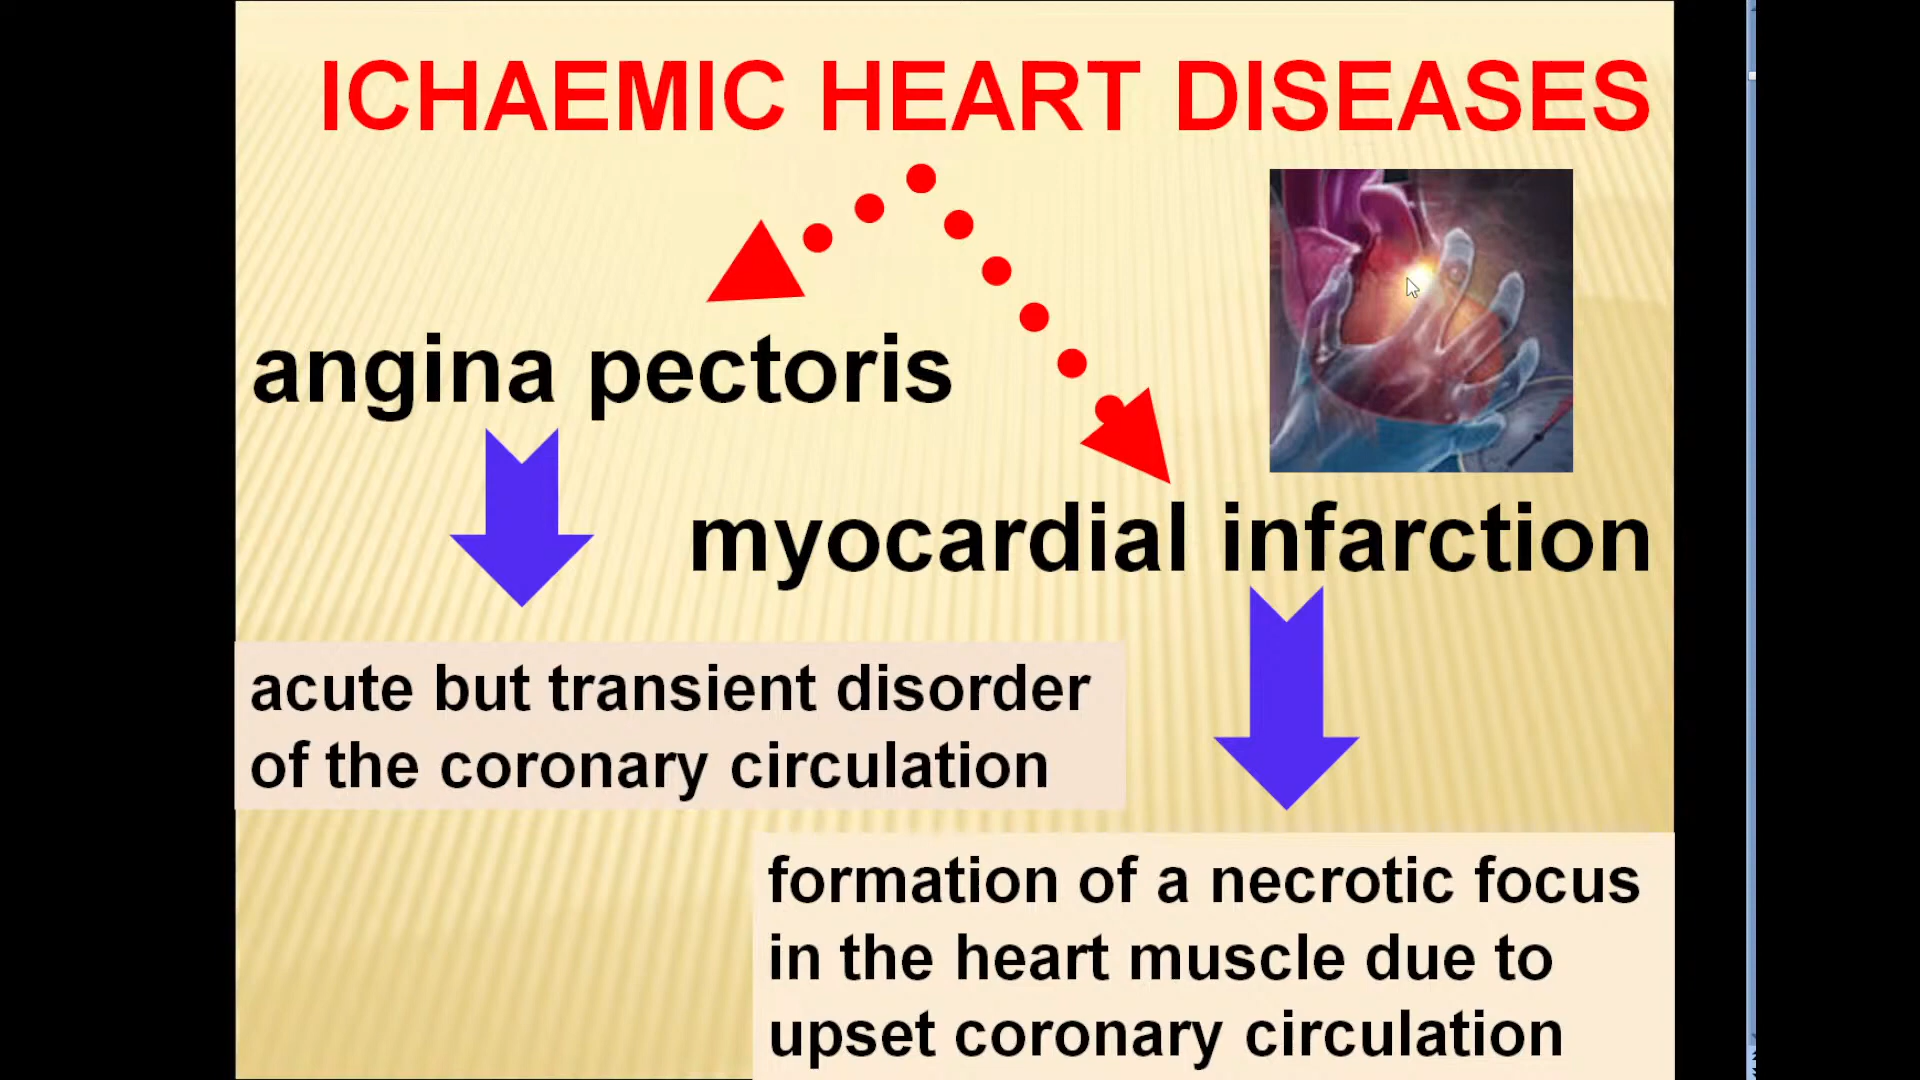 ICHAEMIC HEART DISEASES
angina pectoris
myocardial infarction
acute but transient disorder
of the coronary circulation
formation of a necrotic focus
in the heart muscle due to
upset coronary circulation